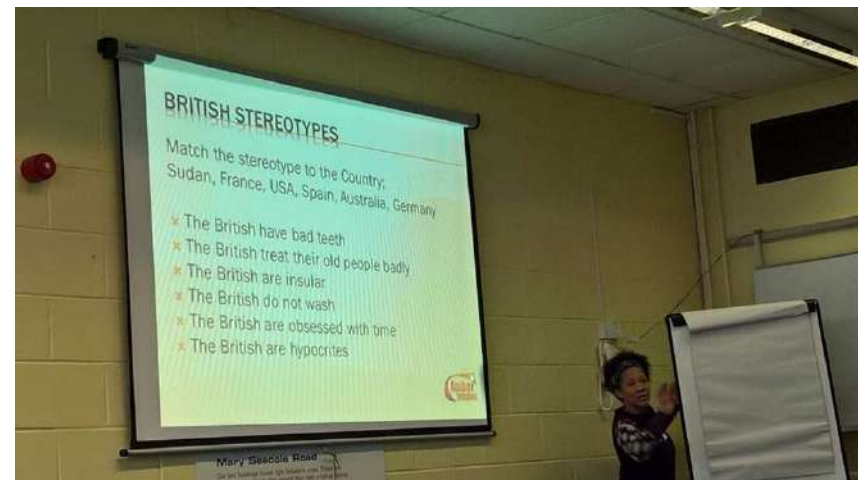 BRITISH STEREOTYPES
Match the stereotype to the Country;
Sudan, France, USA, Spain, Australia, Germany
The British have bad teeth
The British treat their old people badly
The British are insular
The British do not wash
The British are obsessed with time
The British are hypocrites
Mary Seacole Road